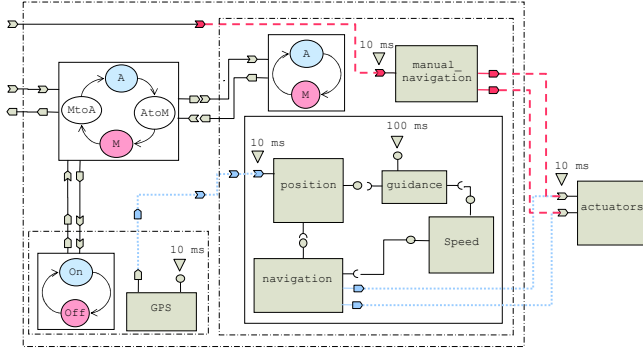 10 ms
A
manual_
navigation
A
MtoA
AtoM
M
M
100 ms
10 ms
10 ms
position
guidance
actuators
Speed
10 ms
On
navigation
GPS
Off